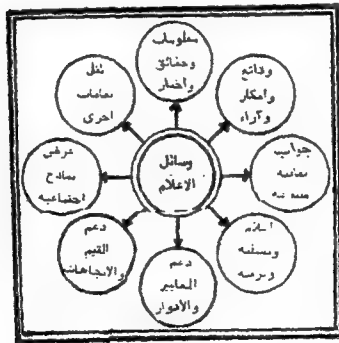 معلومات
وحقائق
وأخبار
وقائع
وأفكار
وآراء
جوانب
دعم
المعايير
والأدوار
دعم
القيم
والاتجاهات
عرض
نماذج
اجتماعية
نقل
أخرى
وسائل
الاعلام